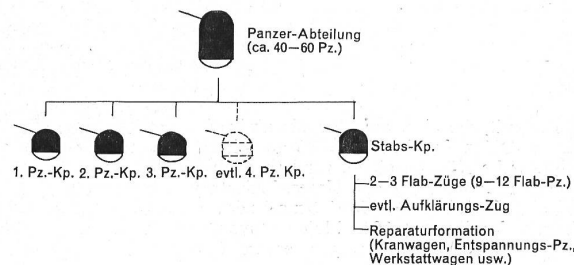 Panzer-Abteilung
(ca. 40—60 Pz.)
1. Pz.-Kp. 2. Pz.-Kp. 3. Pz.-Kp. evtl. 4. Pz. Kp.
Stabs-Kp.
2—3 Flab-Züge (9—12 Flab-Pz.)
evtl. Aufklärungs-Zug
Reparaturformation
(Kranwagen, Entspannungs-Pz.,
Werkstattwagen usw.)